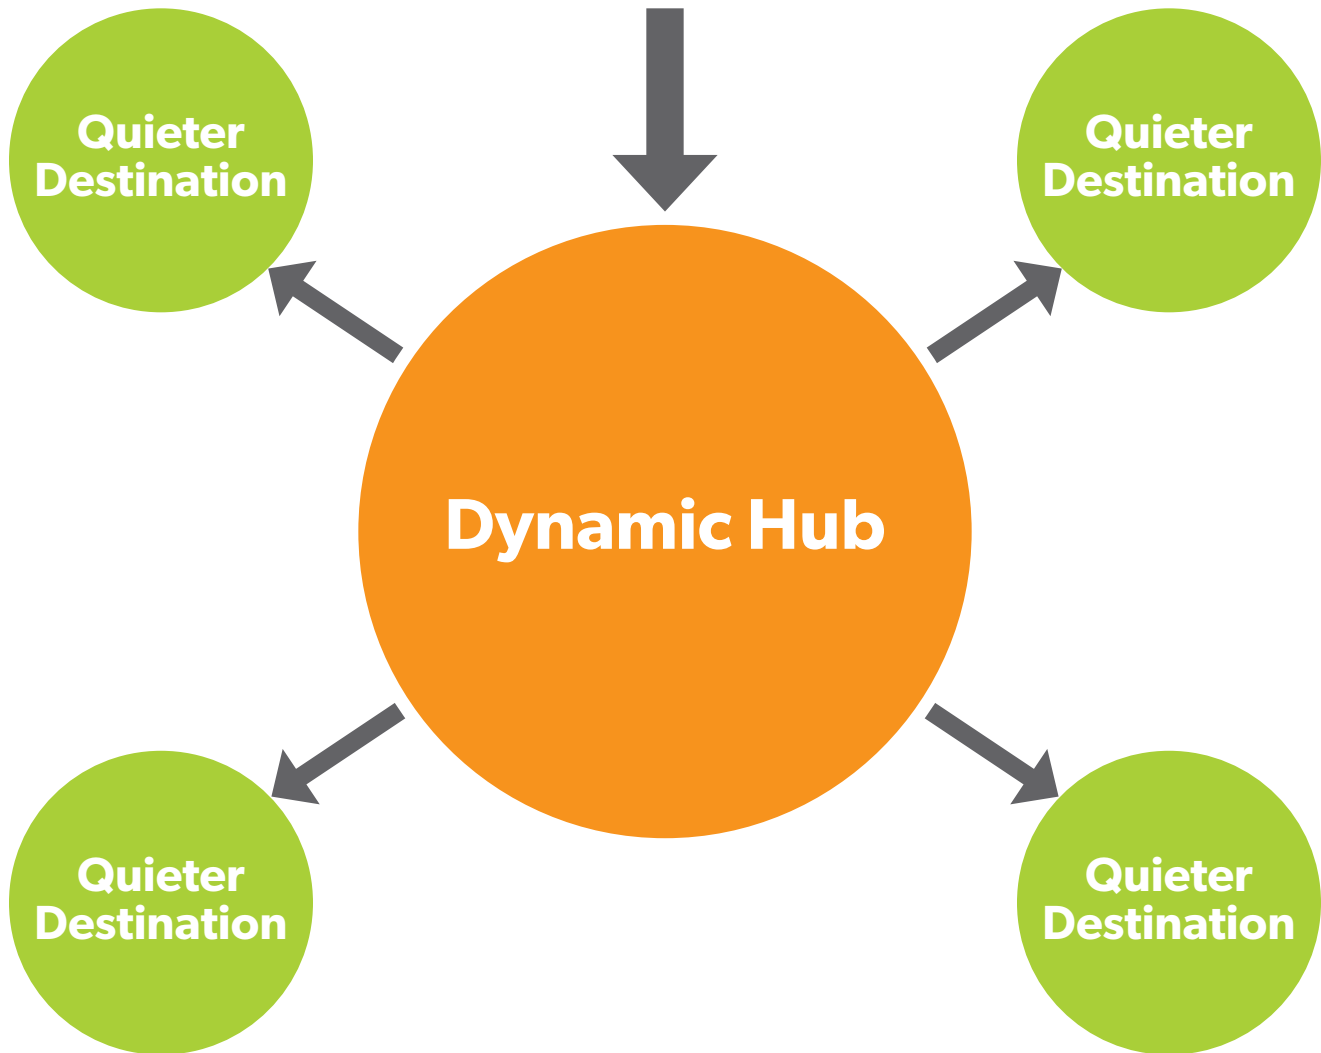 Quieter
Destination
Quieter
Destination
Dynamic Hub
Quieter
Destination
Quieter
Destination